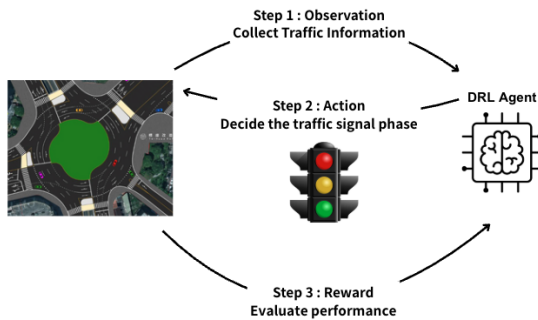 Step 1 : Observation
Collect Traffic Information
Step 2 : Action
Decide the traffic signal phase
DRL Agent
Step 3 : Reward
Evaluate performance